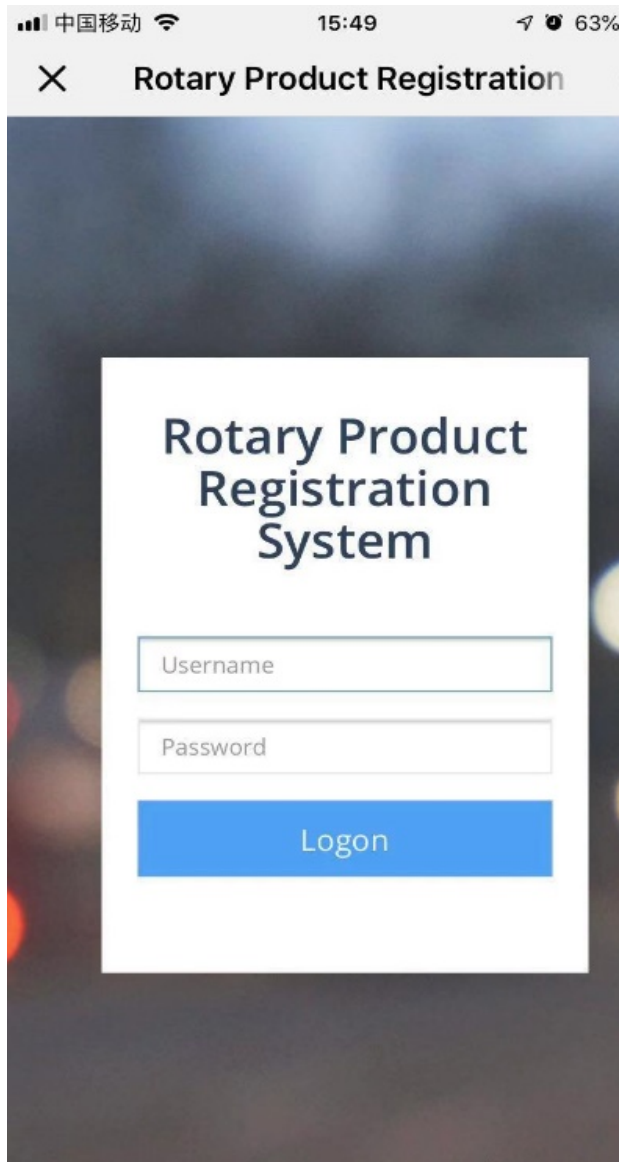 中国移动 15:49 63%
Rotary Product Registration
Rotary Product
Registration
System
Username
Password
Logon